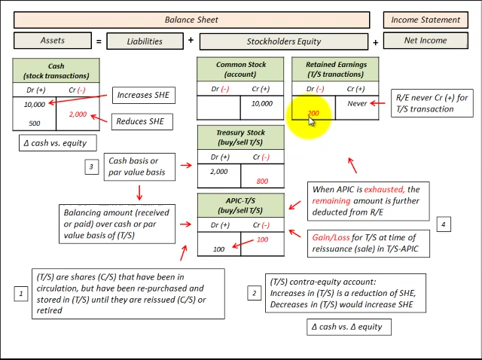 Balance Sheet
Income Statement
Assets = Liabilities + Stockholders Equity + Net Income
Cash
(stock transactions)
Dr (+) Cr (-)
10,000
2,000
500
Increases SHE
Reduces SHE
Δ cash vs. equity
Common Stock
(account)
Dr (-) Cr (+)
10,000
Retained Earnings
(T/S tranactions)
Dr (-) Cr (+)
Never
200
R/E never Cr (+) for
T/S transaction
Treasury Stock
(buy/sell T/S)
Dr (+) Cr (-)
2,000
800
3
Cash basis or
par value basis
APIC-T/S
(buy/sell T/S)
Dr (+) Cr (-)
100
100
Balancing amount (received
or paid) over cash or par
value basis of (T/S)
When APIC is exhausted, the
remaining amount is further
deducted from R/E
4
Gain/Loss for T/S at time of
reissuance (sale) in T/S-APIC
1
(T/S) are shares (C/S) that have been in
circulation, but have been re-purchased and
stored in (T/S) until they are reissued (C/S) or
retired
2
(T/S) contra-equity account:
Increases in (T/S) is a reduction of SHE,
Decreases in (T/S) would increase SHE
Δ cash vs. Δ equity